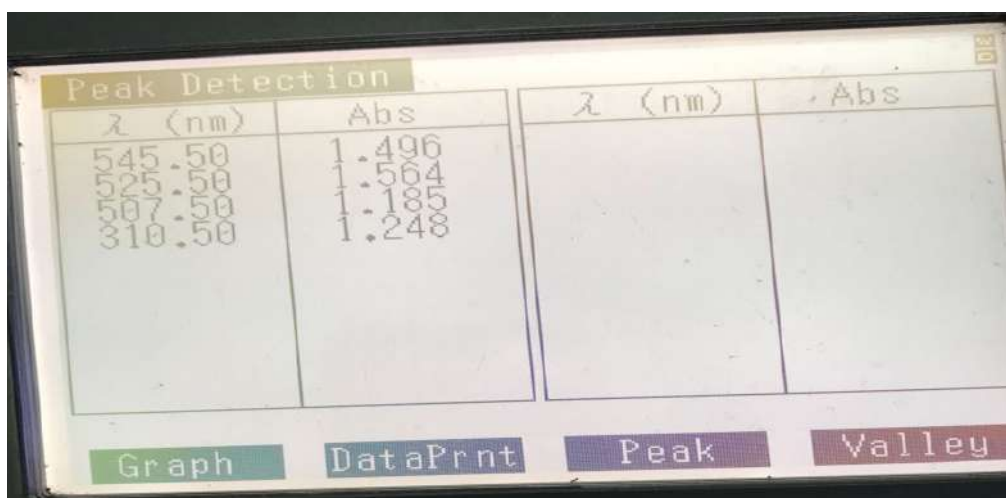 Peak Detection
λ (nm) Abs λ (nm) Abs
545.50 1.496
525.50 1.564
507.50 1.185
310.50 1.248
Graph DataPrnt Peak Valley